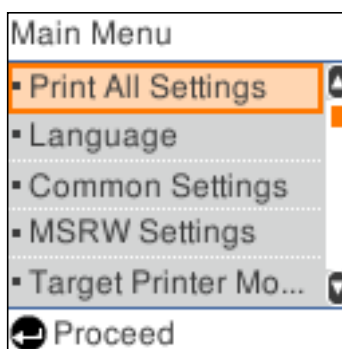 Main Menu
Print All Settings
Language
Common Settings
MSRW Settings
Target Printer Mo...
Proceed